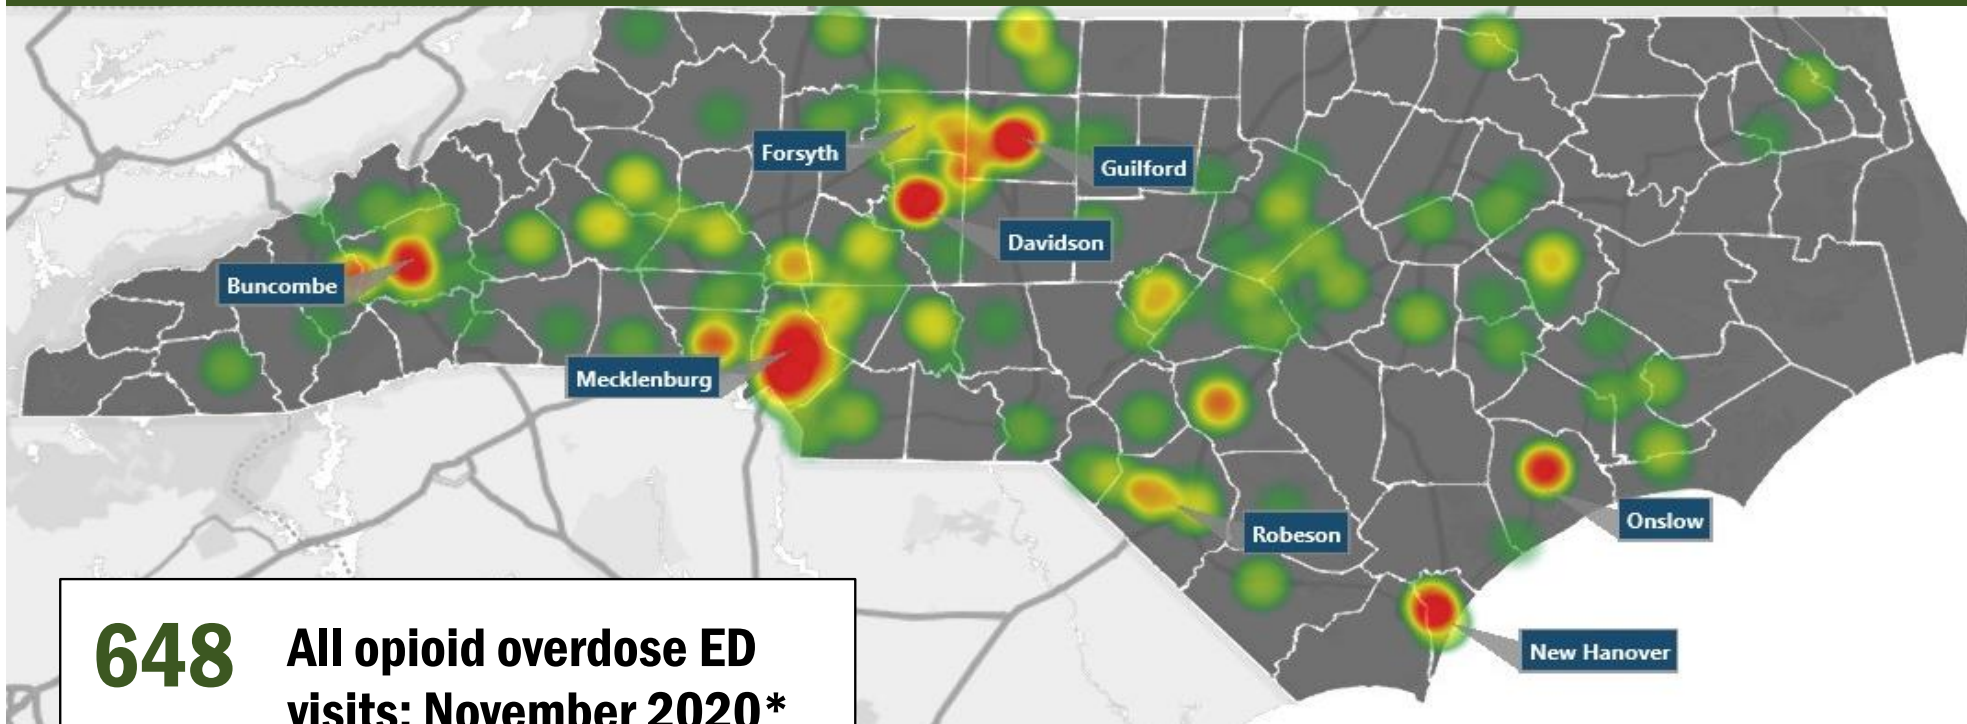 Forsyth
Guilford
Davidson
Buncombe
Mecklenburg
Robeson
Onslow
New Hanover
648 All opioid overdose ED
visits: November 2020*